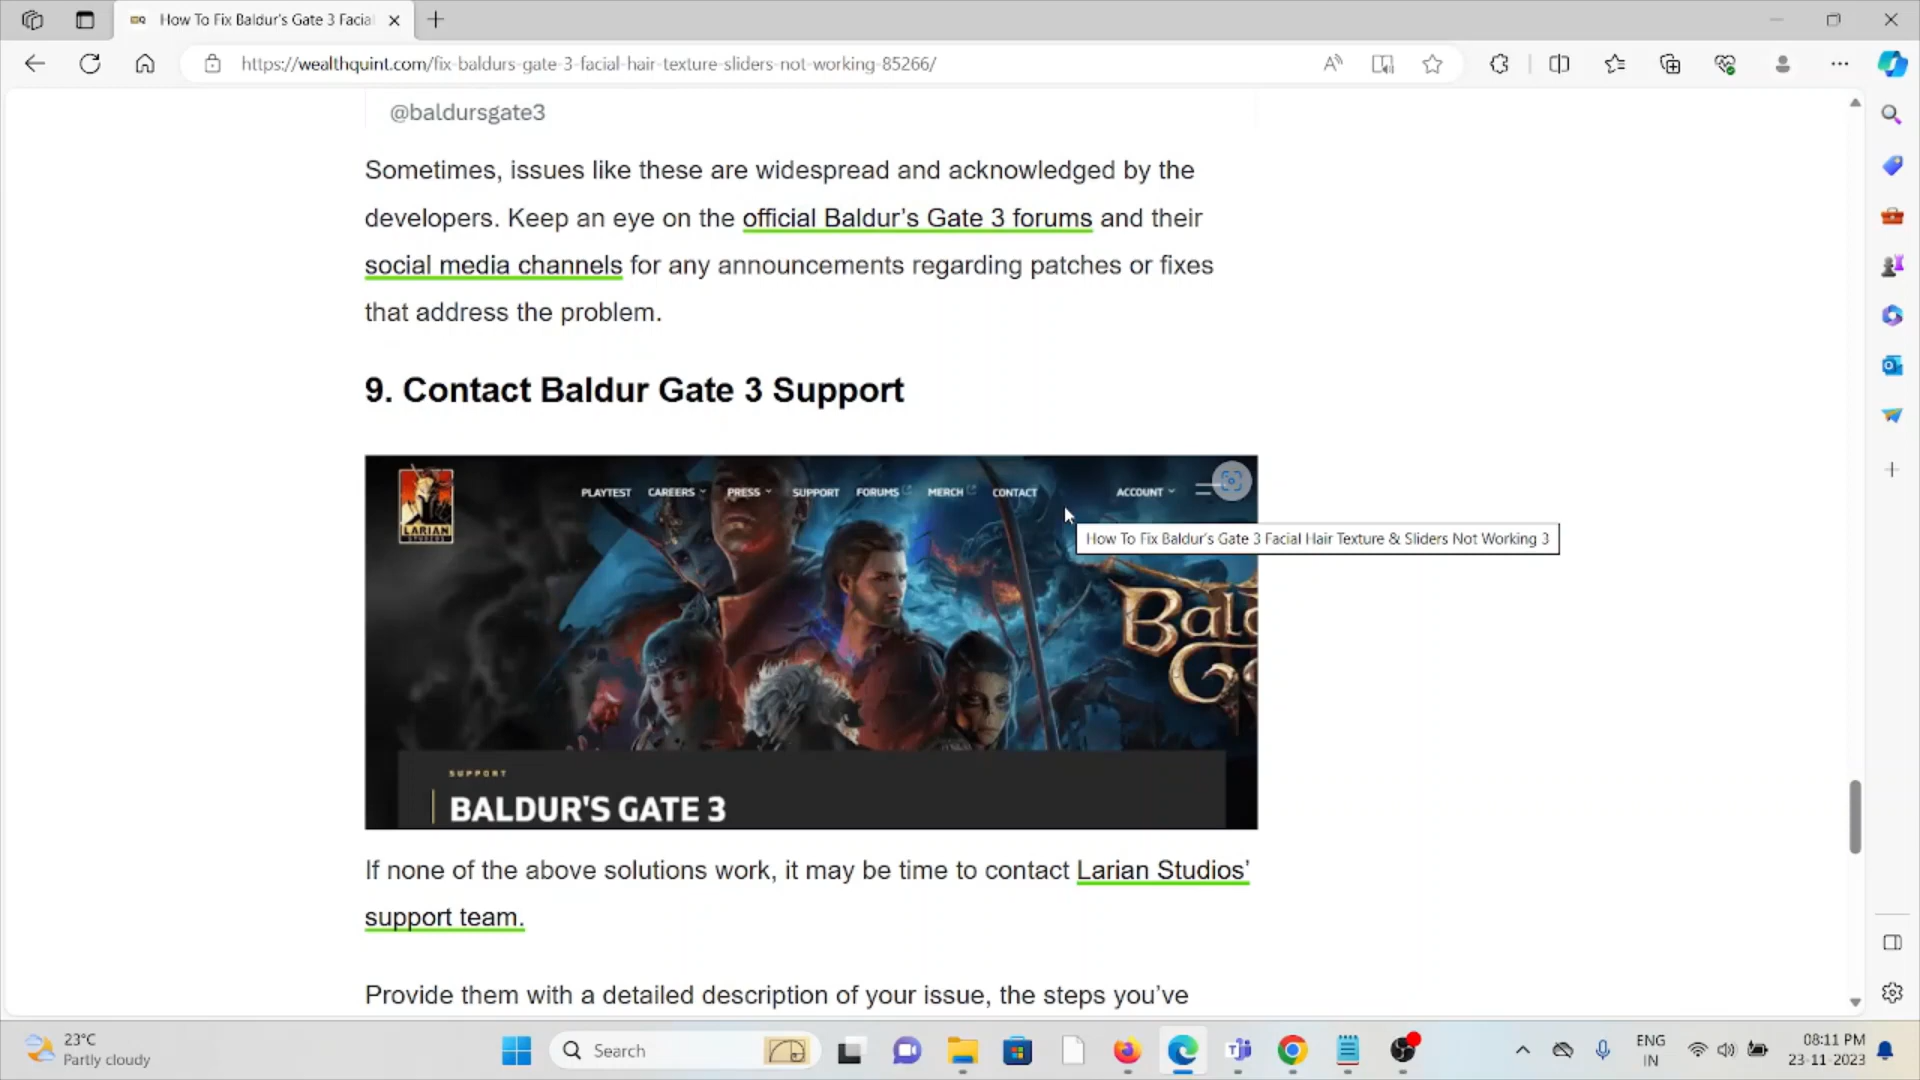 How To Fix Baldur's Gate 3 Facial
https://wealthquint.com/fix-baldurs-gate-3-facial-hair-texture-sliders-not-working-85266/
@baldursgate3
Sometimes, issues like these are widespread and acknowledged by the
developers. Keep an eye on the official Baldur’s Gate 3 forums and their
social media channels for any announcements regarding patches or fixes
that address the problem.
9. Contact Baldur Gate 3 Support
LARIAN
STUDIOS
PLAYTEST CAREERS PRESS SUPPORT FORUMS MERCH CONTACT ACCOUNT
How To Fix Baldur's Gate 3 Facial Hair Texture & Sliders Not Working 3
Bald
G
SUPPORT
BALDUR'S GATE 3
If none of the above solutions work, it may be time to contact Larian Studios’
support team.
Provide them with a detailed description of your issue, the steps you’ve
23°C
Partly cloudy
Search
ENG
IN
08:11 PM
23-11-2023